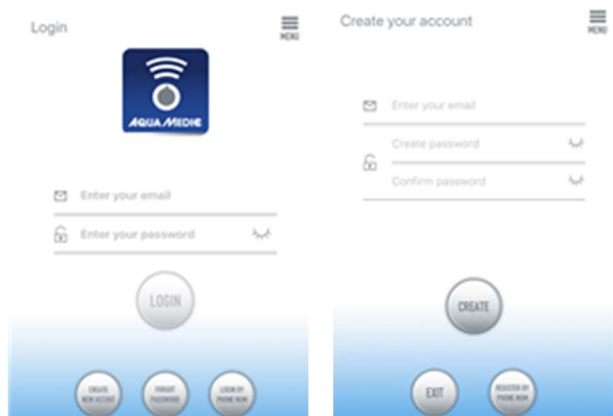 Login
MENU
AQUA MEDIC
Enter your email
Enter your password
LOGIN
CREATE
NEW ACCONT
FORGOT
PASSWORD
LOGIN BY
PHONE NUM
Create your account
MENU
Enter your email
Create password
Confirm password
CREATE
EXIT
REGISTER BY
PHONE NUM